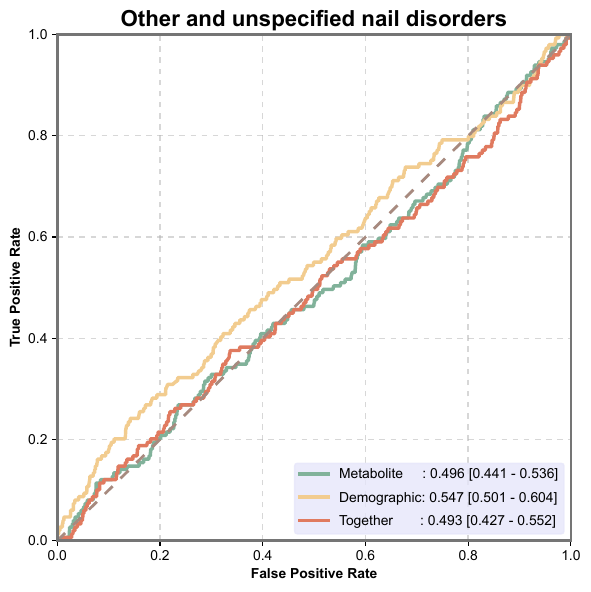 Other and unspecified nail disorders
1.0
0.8
0.6
0.4
0.2
0.0
True Positive Rate
Metabolite : 0.496 [0.441 - 0.536]
Demographic: 0.547 [0.501 - 0.604]
Together : 0.493 [0.427 - 0.552]
0.0 0.2 0.4 0.6 0.8 1.0
False Positive Rate